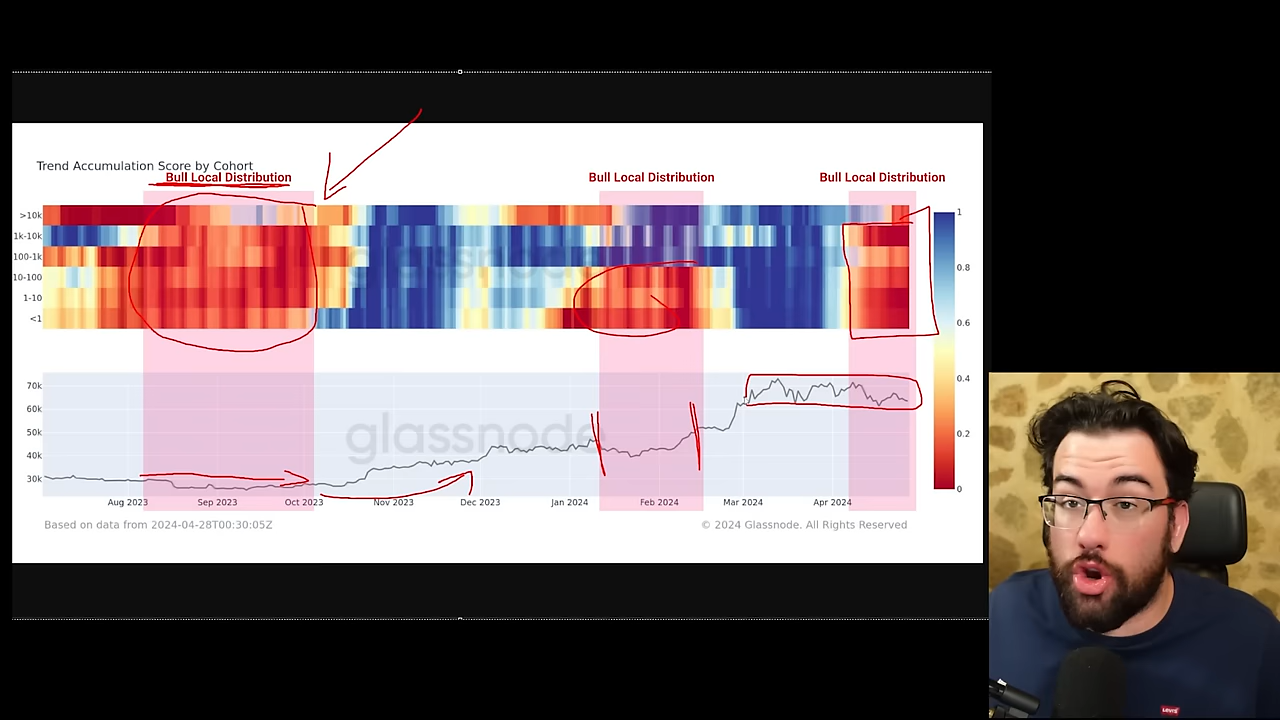 Trend Accumulation Score by Cohort
Bull Local Distribution
Bull Local Distribution
Bull Local Distribution
>10k
1k-10k
100-1k
10-100
1-10
<1
1
0.8
0.6
0.4
0.2
0
glassnode
70k
60k
50k
40k
30k
glassnode
Aug 2023
Sep 2023
Oct 2023
Nov 2023
Dec 2023
Jan 2024
Feb 2024
Mar 2024
Apr 2024
Based on data from 2024-04-28T00:30:05Z
© 2024 Glassnode. All Rights Reserved
Levi's